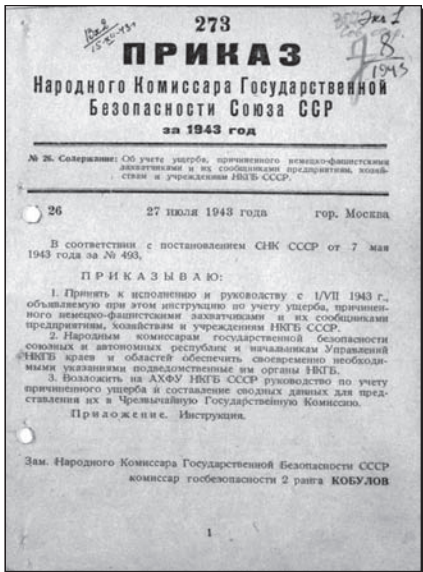 273
Вход
Экз 1
8
1943
ПРИКАЗ
Народного Комиссара Государственной
Безопасности Союза ССР
за 1943 год
№ 26. Содержание: Об учете ущерба, причиненного немецко-фашистскими
захватчиками и их сообщниками предприятиям, хозяй-
ствам и учреждениям НКГБ СССР.
26 27 июля 1943 года гор. Москва
В соответствии с постановлением СНК СССР от 7 мая
1943 года за № 493,
ПРИКАЗЫВАЮ:
1. Принять к исполнению и руководству с 1/VII 1943 г.,
объявляемую при этом инструкцию по учету ущерба, причинен-
ного немецко-фашистскими захватчиками и их сообщниками
предприятиям, хозяйствам и учреждениям НКГБ СССР.
2. Народным комиссарам государственной безопасности
союзных и автономных республик и начальникам Управлений
НКГБ краев и областей обеспечить своевременно необходи-
мыми указаниями подведомственные им органы НКГБ.
3. Возложить на АХФУ НКГБ СССР руководство по учету
причиненного ущерба и составление сводных данных для пред-
ставления их в Чрезвычайную Государственную Комиссию.
Приложение. Инструкция.
Зам. Народного Комиссара Государственной Безопасности СССР
комиссар госбезопасности 2 ранга КОБУЛОВ
1